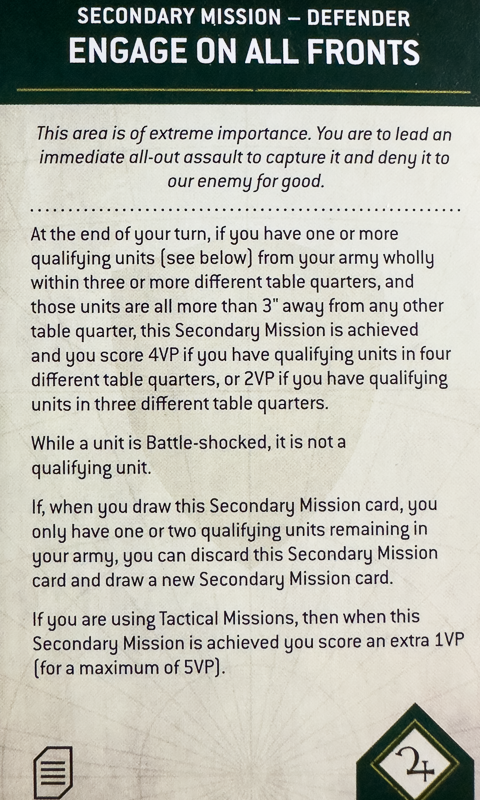 SECONDARY MISSION – DEFENDER
ENGAGE ON ALL FRONTS
This area is of extreme importance. You are to lead an
immediate all-out assault to capture it and deny it to
our enemy for good.
At the end of your turn, if you have one or more
qualifying units (see below) from your army wholly
within three or more different table quarters, and
those units are all more than 3" away from any other
table quarter, this Secondary Mission is achieved
and you score 4VP if you have qualifying units in four
different table quarters, or 2VP if you have qualifying
units in three different table quarters.
While a unit is Battle-shocked, it is not a
qualifying unit.
If, when you draw this Secondary Mission card, you
only have one or two qualifying units remaining in
your army, you can discard this Secondary Mission
card and draw a new Secondary Mission card.
If you are using Tactical Missions, then when this
Secondary Mission is achieved you score an extra 1VP
(for a maximum of 5VP).